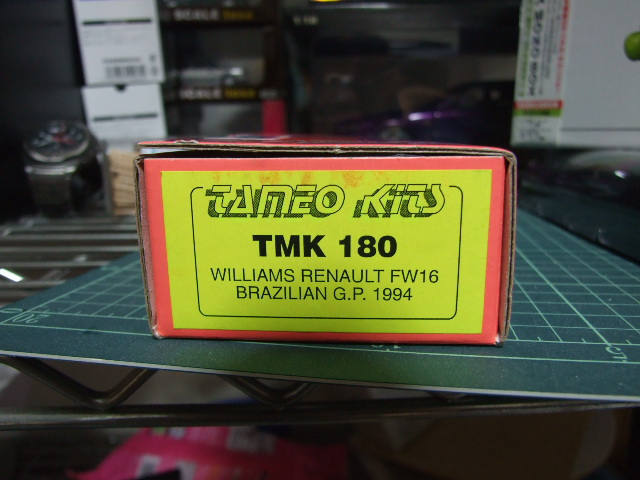 TAMEO KITS
TMK 180
WILLIAMS RENAULT FW16
BRAZILIAN G.P. 1994